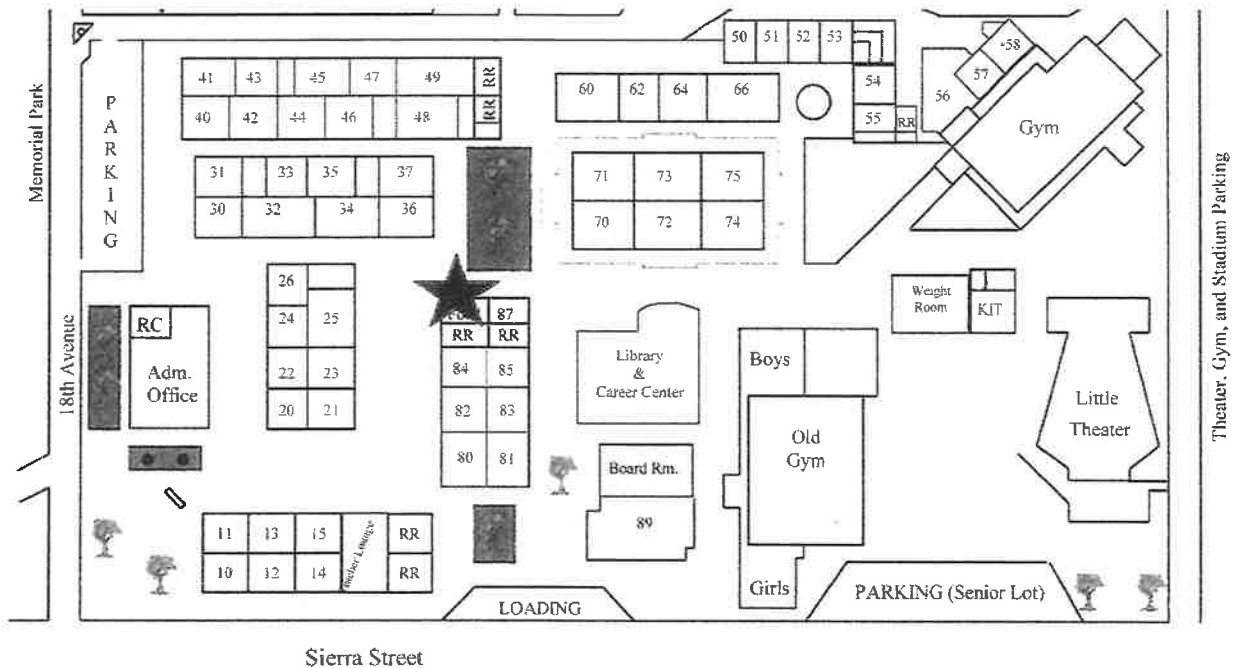 50 51 52 53
41 43 45 47 49 RR
40 42 44 46 48 RR
60 62 64 66
54
55 RR
56 57 58
Gym
PARKING
Memorial Park
31 33 35 37
30 32 34 36
71 73 75
70 72 74
26
24 25
22 23
20 21
RC
Adm.
Office
18th Avenue
87
RR RR
84 85
82 83
80 81
Library
&
Career Center
Weight
Room
KIT
Boys
Old
Gym
Girls
Little
Theater
Theater, Gym, and Stadium Parking
Board Rm.
89
11 13 15 RR
10 12 14 RR
Lounge
LOADING
PARKING (Senior Lot)
Sierra Street